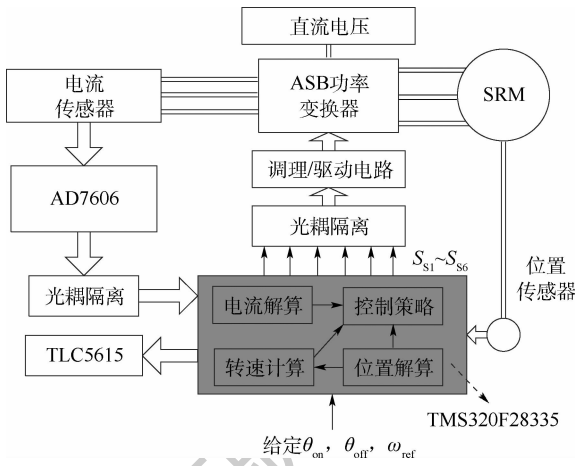 直流电压
电流
传感器
ASB功率
变换器
SRM
调理/驱动电路
AD7606
光耦隔离
S_S1~S_S6
位置
传感器
光耦隔离
电流解算
控制策略
TLC5615
转速计算
位置解算
TMS320F28335
给定θ_on，θ_off，ω_ref